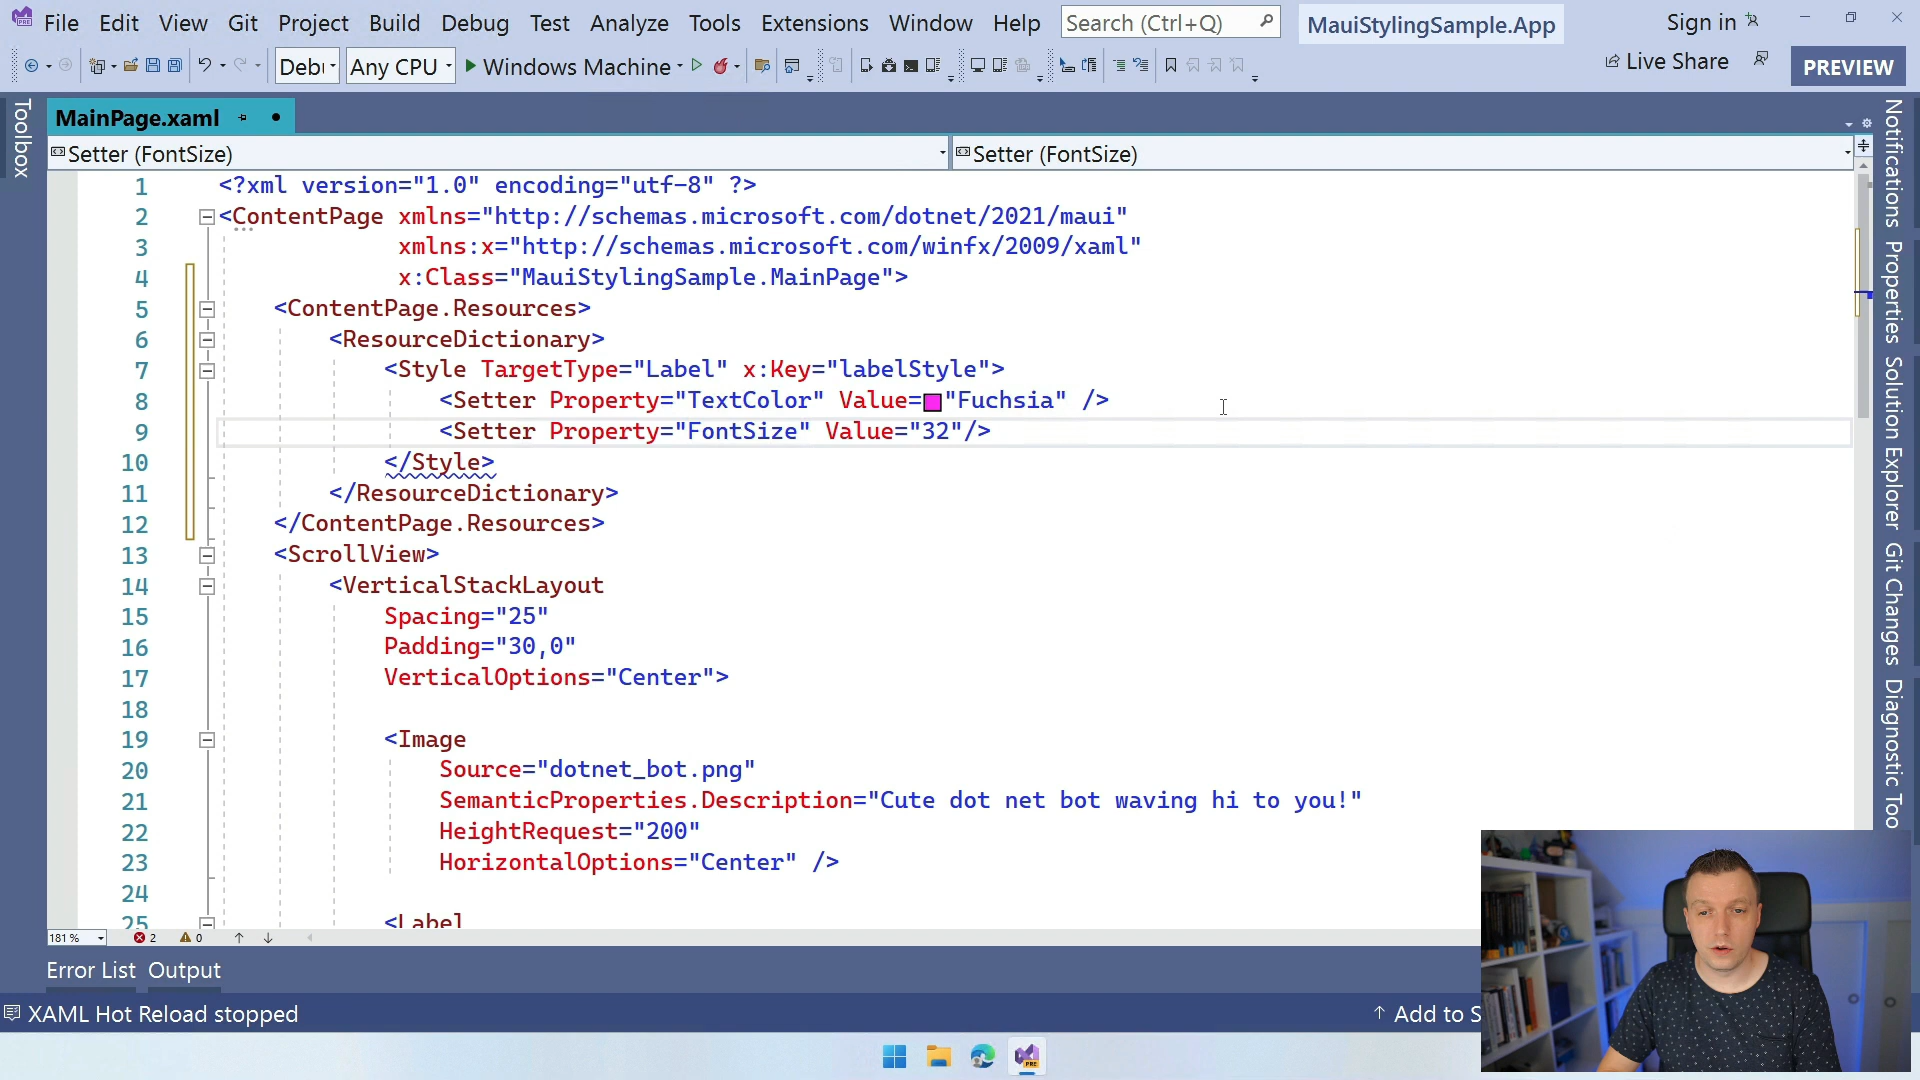 File Edit View Git Project Build Debug Test Analyze Tools Extensions Window Help Search (Ctrl+Q) MauiStylingSample.App Sign in
Debu Any CPU Windows Machine Live Share PREVIEW
Toolbox
MainPage.xaml
Setter (FontSize) Setter (FontSize)
1 <?xml version="1.0" encoding="utf-8" ?>
2 <ContentPage xmlns="http://schemas.microsoft.com/dotnet/2021/maui"
3 xmlns:x="http://schemas.microsoft.com/winfx/2009/xaml"
4 x:Class="MauiStylingSample.MainPage">
5 <ContentPage.Resources>
6 <ResourceDictionary>
7 <Style TargetType="Label" x:Key="labelStyle">
8 <Setter Property="TextColor" Value="Fuchsia" />
9 <Setter Property="FontSize" Value="32"/>
10 </Style>
11 </ResourceDictionary>
12 </ContentPage.Resources>
13 <ScrollView>
14 <VerticalStackLayout
15 Spacing="25"
16 Padding="30,0"
17 VerticalOptions="Center">
18
19 <Image
20 Source="dotnet_bot.png"
21 SemanticProperties.Description="Cute dot net bot waving hi to you!"
22 HeightRequest="200"
23 HorizontalOptions="Center" />
24
25 <Label
Notifications
Properties
Solution Explorer
Git Changes
Diagnostic Too
181 % 2 0
Error List Output
XAML Hot Reload stopped Add to S
PRE